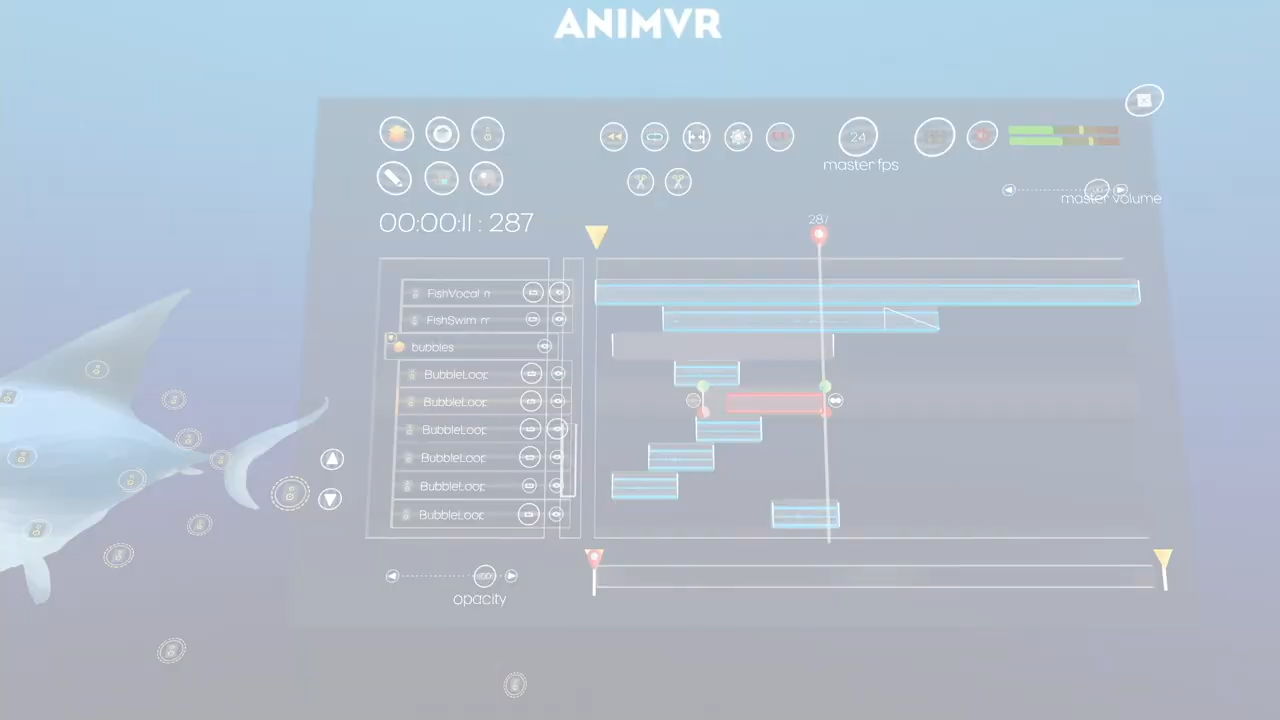 ANIMVR
24
master fps
master volume
00:00:11 : 287
287
FishVocal n
FishSwim m
bubbles
BubbleLoop
BubbleLoop
BubbleLoop
BubbleLoop
BubbleLoop
BubbleLoop
opacity